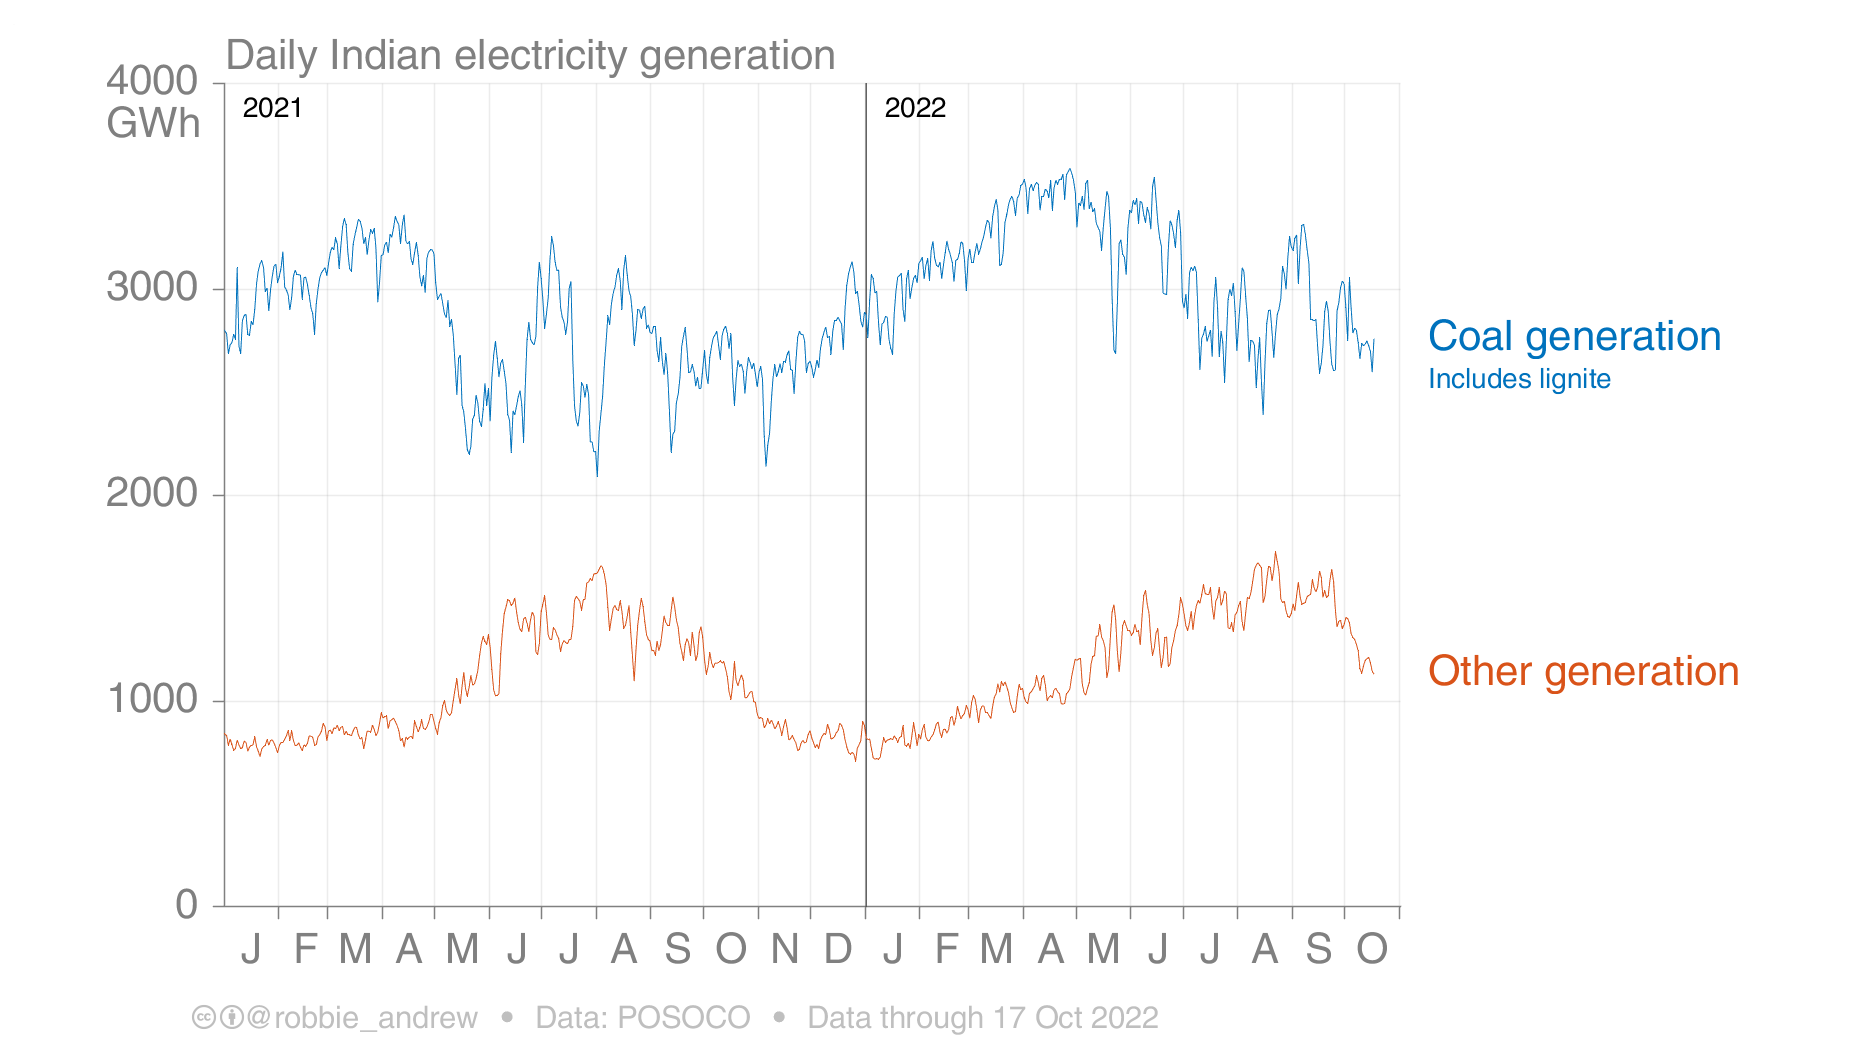 Daily Indian electricity generation
4000
GWh
2021
2022
3000
Coal generation
Includes lignite
2000
Other generation
1000
0
J F M A M J J A S O N D J F M A M J J A S O
cc @robbie_andrew • Data: POSOCO • Data through 17 Oct 2022